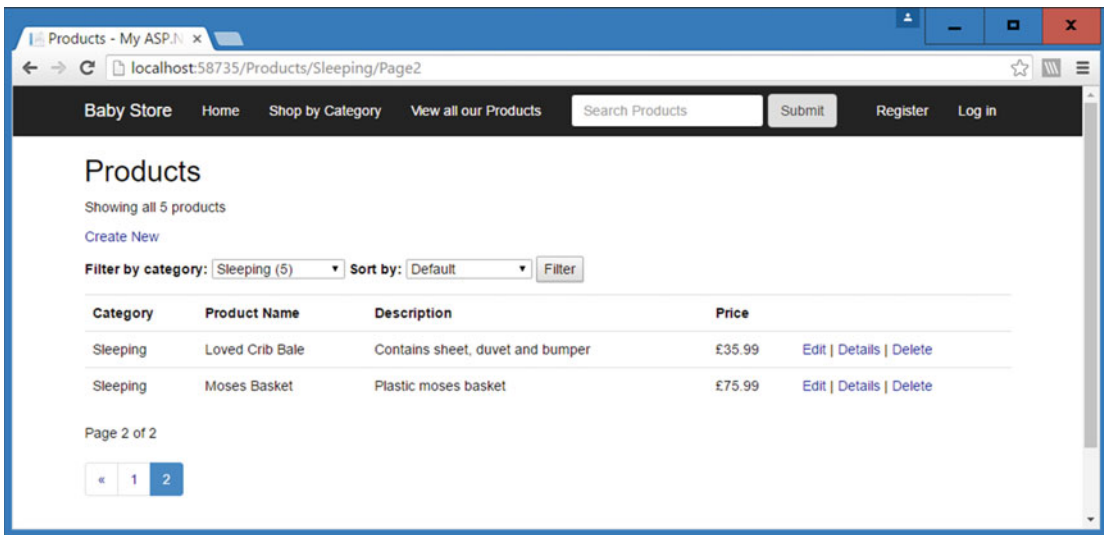 Products - My ASP.N
localhost:58735/Products/Sleeping/Page2
Baby Store Home Shop by Category View all our Products Search Products Submit Register Log in
Products
Showing all 5 products
Create New
Filter by category: Sleeping (5) Sort by: Default Filter
Category Product Name Description Price
Sleeping Loved Crib Bale Contains sheet, duvet and bumper £35.99 Edit | Details | Delete
Sleeping Moses Basket Plastic moses basket £75.99 Edit | Details | Delete
Page 2 of 2
« 1 2